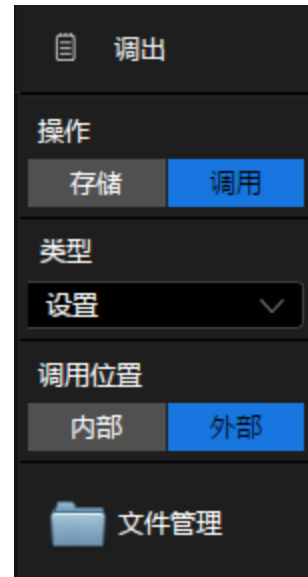 调出
操作
存储 调用
类型
设置
调用位置
内部 外部
文件管理